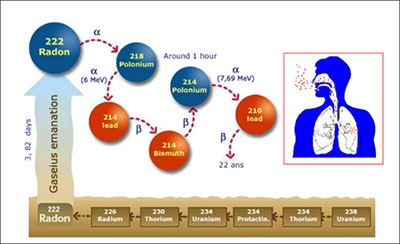 222
Radon
α
218
Polonium
Around 1 hour
α
(6 MeV)
214
Polonium
α
(7,69 MeV)
214
lead
β
214
Bismuth
β
210
lead
β
22 ans
3, 82 days
Gaseius emanation
222
Radon
226
Radium
230
Thorium
234
Uranium
234
Protactin.
234
Thorium
238
Uranium